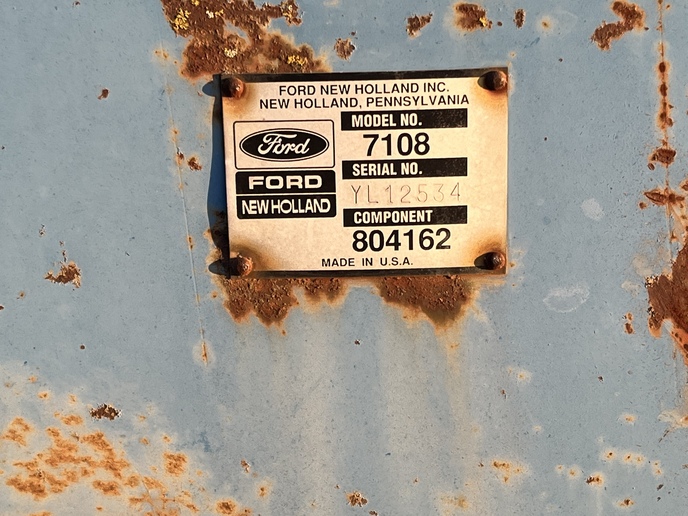 FORD NEW HOLLAND INC.
NEW HOLLAND, PENNSYLVANIA
Ford
FORD
NEW HOLLAND
MODEL NO.
7108
SERIAL NO.
YL12534
COMPONENT
804162
MADE IN U.S.A.